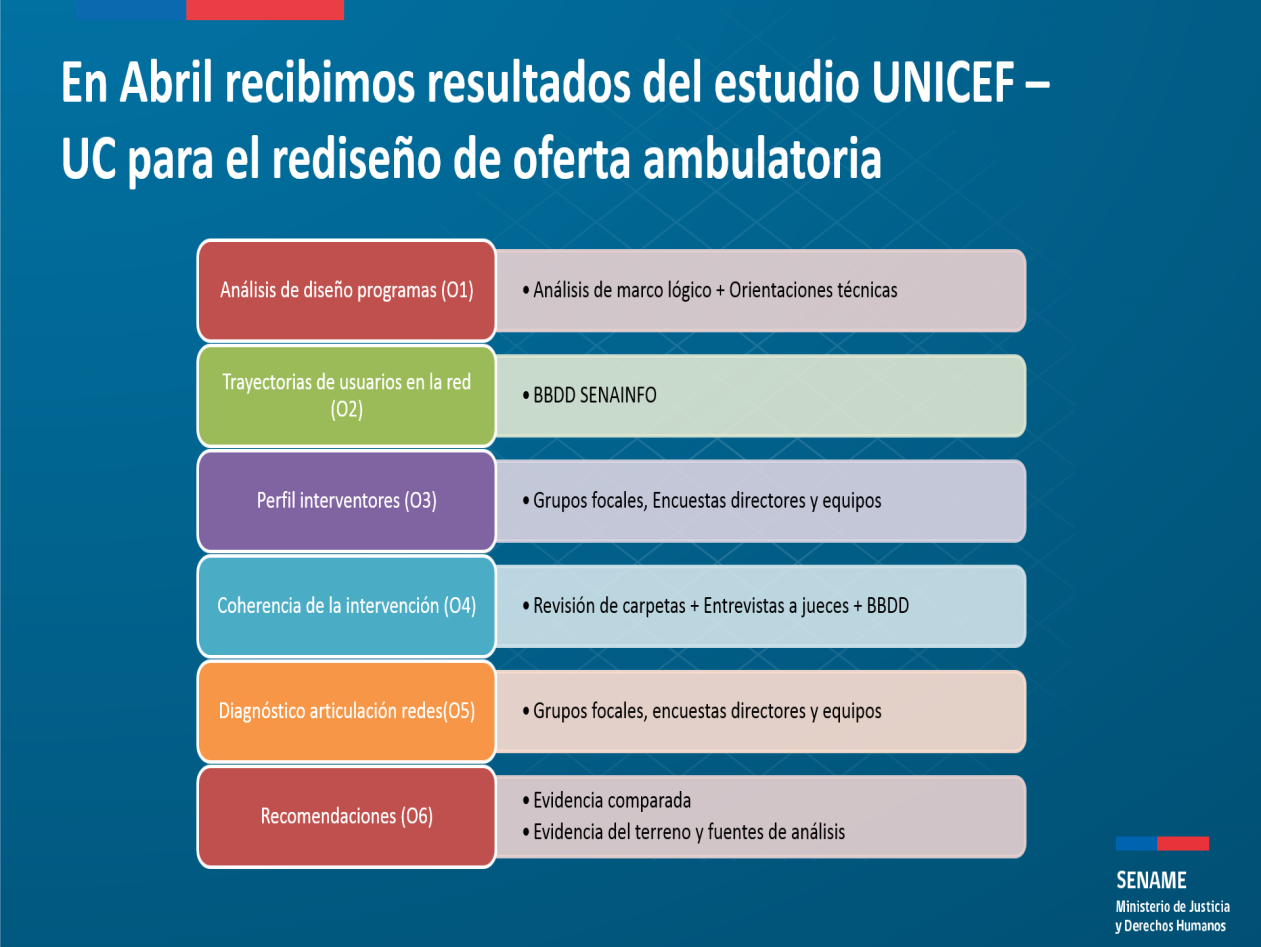 En Abril recibimos resultados del estudio UNICEF –
UC para el rediseño de oferta ambulatoria
Análisis de diseño programas (O1)
• Análisis de marco lógico + Orientaciones técnicas
Trayectorias de usuarios en la red
(O2)
• BBDD SENAINFO
Perfil interventores (O3)
• Grupos focales, Encuestas directores y equipos
Coherencia de la intervención (O4)
• Revisión de carpetas + Entrevistas a jueces + BBDD
Diagnóstico articulación redes(O5)
• Grupos focales, encuestas directores y equipos
Recomendaciones (O6)
• Evidencia comparada
• Evidencia del terreno y fuentes de análisis
SENAME
Ministerio de Justicia
y Derechos Humanos